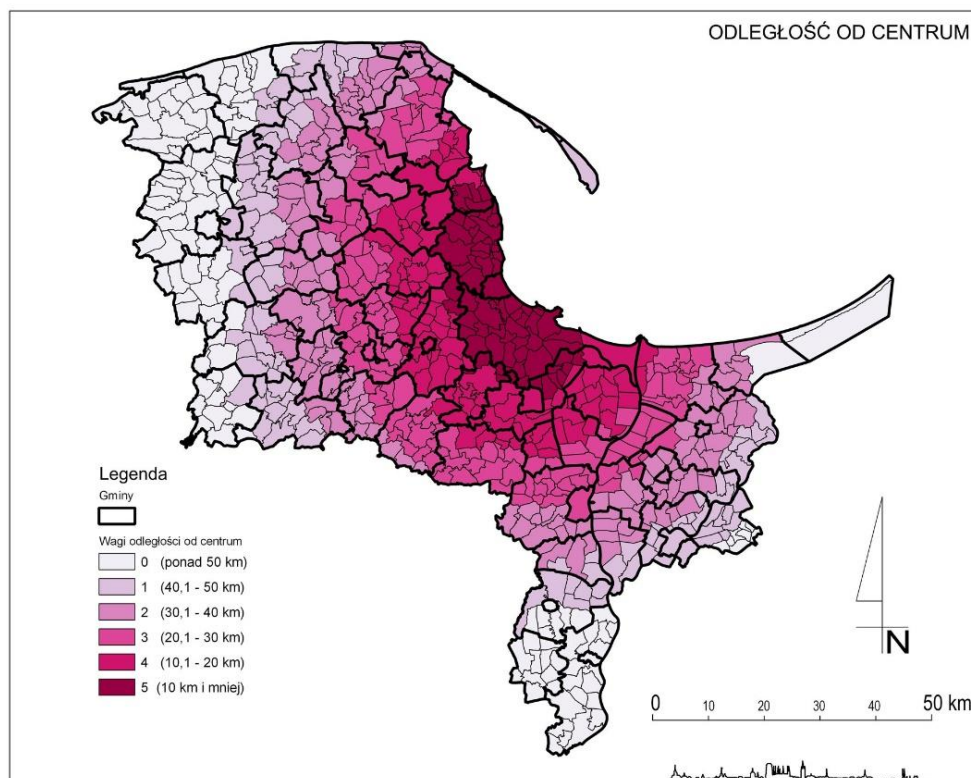 ODLEGŁOŚĆ OD CENTRUM
Legenda
Gminy
Wagi odległości od centrum
0 (ponad 50 km)
1 (40,1 - 50 km)
2 (30,1 - 40 km)
3 (20,1 - 30 km)
4 (10,1 - 20 km)
5 (10 km i mniej)
N
0 10 20 30 40 50 km